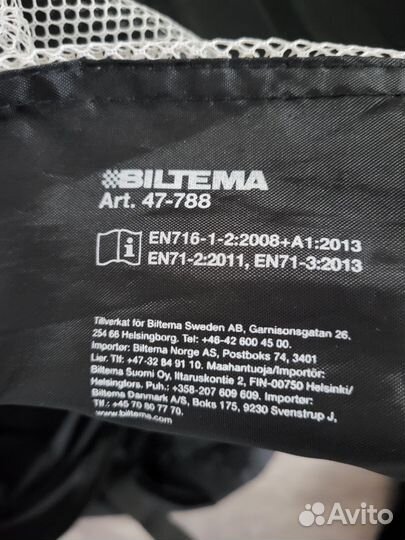 BILTEMA
Art. 47-788
EN716-1-2:2008+A1:2013
EN71-2:2011, EN71-3:2013
Tillverkat för Biltema Sweden AB, Garnisonsgatan 26,
254 66 Helsingborg. Tel: +46-42 600 45 00.
Importør: Biltema Norge AS, Postboks 74, 3401
Lier. Tlf: +47-32 84 91 10. Maahantuoja/Importör:
Biltema Suomi Oy, Iltaruskontie 2, FIN-00750 Helsinki/
Helsingfors. Puh.: +358-207 609 609. Importør:
Biltema Danmark A/S, Boks 175, 9230 Svenstrup J.
Tlf.: +45 70 80 77 70.
www.biltema.com
Avito